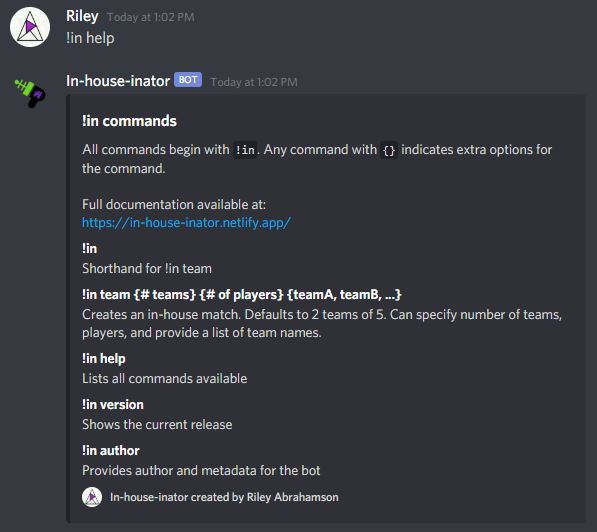 Riley Today at 1:02 PM
!in help
In-house-inator BOT Today at 1:02 PM
!in commands
All commands begin with !in. Any command with {} indicates extra options for
the command.
Full documentation available at:
https://in-house-inator.netlify.app/
!in
Shorthand for !in team
!in team {# teams} {# of players} {teamA, teamB, ...}
Creates an in-house match. Defaults to 2 teams of 5. Can specify number of teams,
players, and provide a list of team names.
!in help
Lists all commands available
!in version
Shows the current release
!in author
Provides author and metadata for the bot
In-house-inator created by Riley Abrahamson